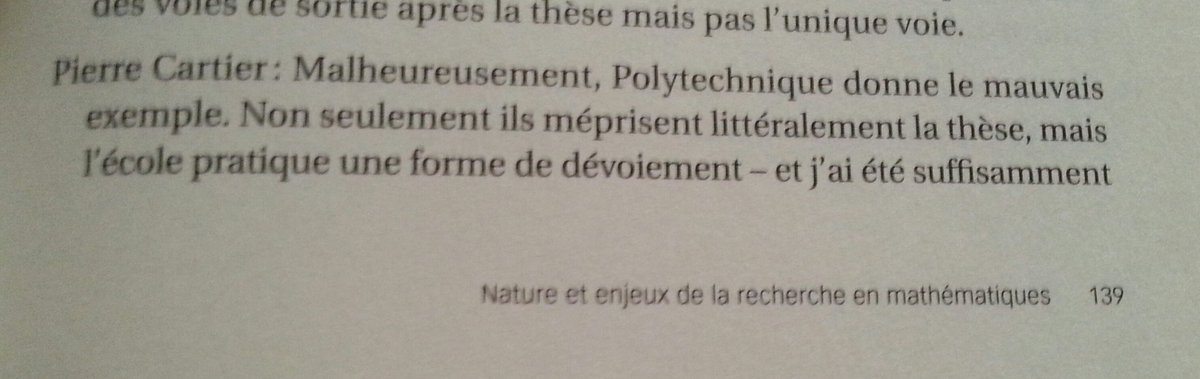 des voies de sortie après la thèse mais pas l'unique voie.
Pierre Cartier : Malheureusement, Polytechnique donne le mauvais
exemple. Non seulement ils méprisent littéralement la thèse, mais
l'école pratique une forme de dévoiement – et j'ai été suffisamment
Nature et enjeux de la recherche en mathématiques 139